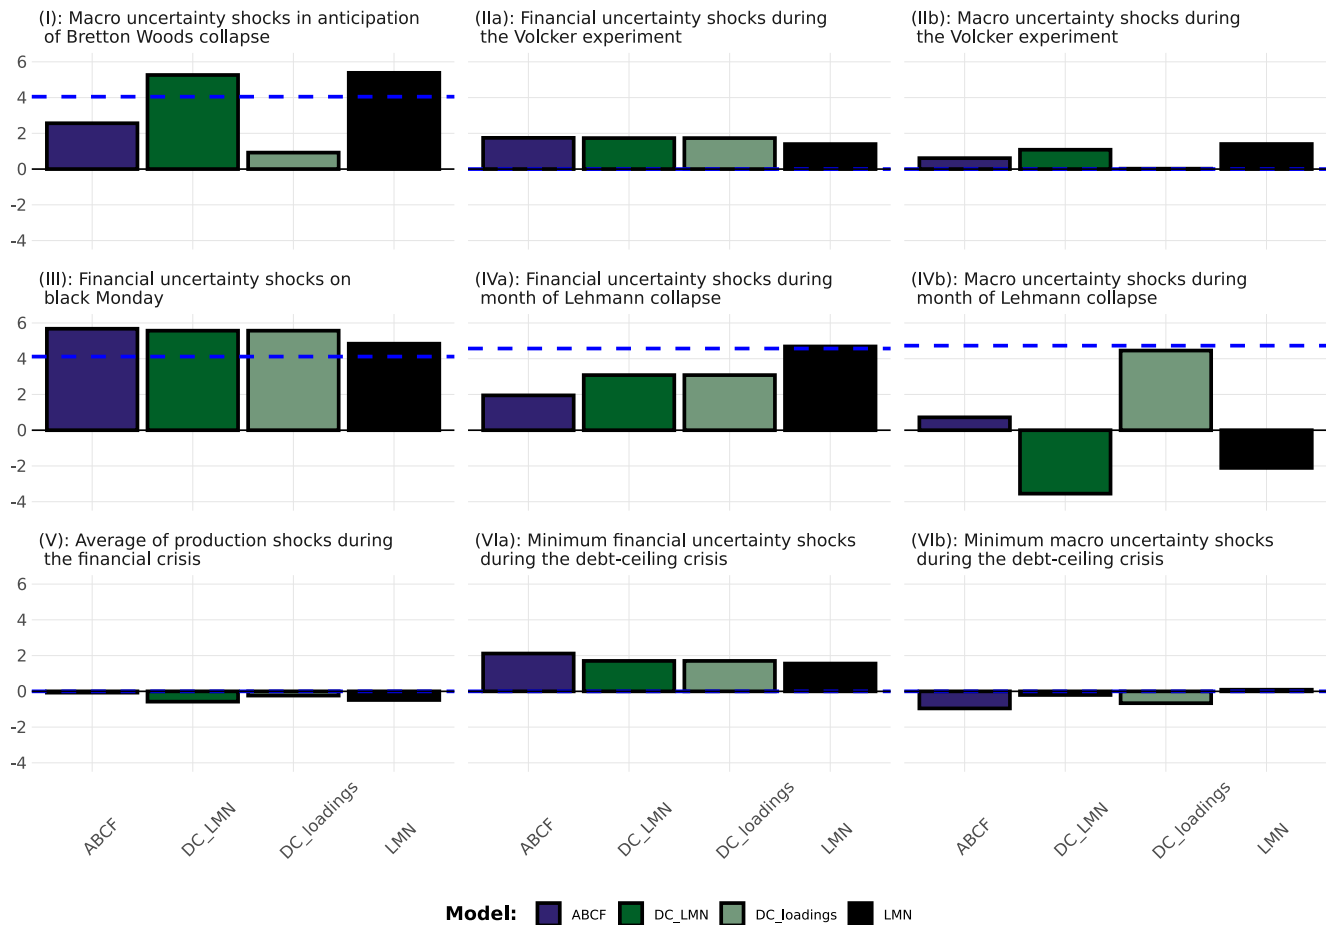 (I): Macro uncertainty shocks in anticipation
of Bretton Woods collapse
(IIa): Financial uncertainty shocks during
the Volcker experiment
(IIb): Macro uncertainty shocks during
the Volcker experiment
6
4
2
0
-2
-4
(III): Financial uncertainty shocks on
black Monday
(IVa): Financial uncertainty shocks during
month of Lehmann collapse
(IVb): Macro uncertainty shocks during
month of Lehmann collapse
6
4
2
0
-2
-4
(V): Average of production shocks during
the financial crisis
(VIa): Minimum financial uncertainty shocks
during the debt-ceiling crisis
(VIb): Minimum macro uncertainty shocks
during the debt-ceiling crisis
6
4
2
0
-2
-4
ABCF
DC_LMN
DC_loadings
LMN
ABCF
DC_LMN
DC_loadings
LMN
ABCF
DC_LMN
DC_loadings
LMN
Model: ABCF DC_LMN DC_loadings LMN